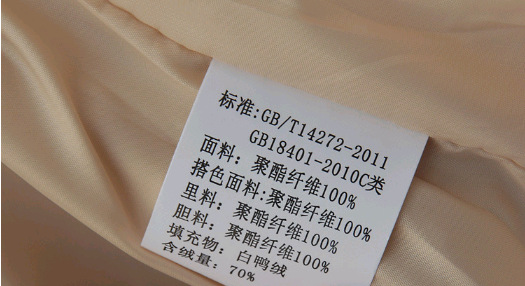 标准:GB/T14272-2011
GB18401-2010C类
面料: 聚酯纤维100%
搭色面料:聚酯纤维100%
里料: 聚酯纤维100%
胆料: 聚酯纤维100%
填充物: 白鸭绒
含绒量: 70%